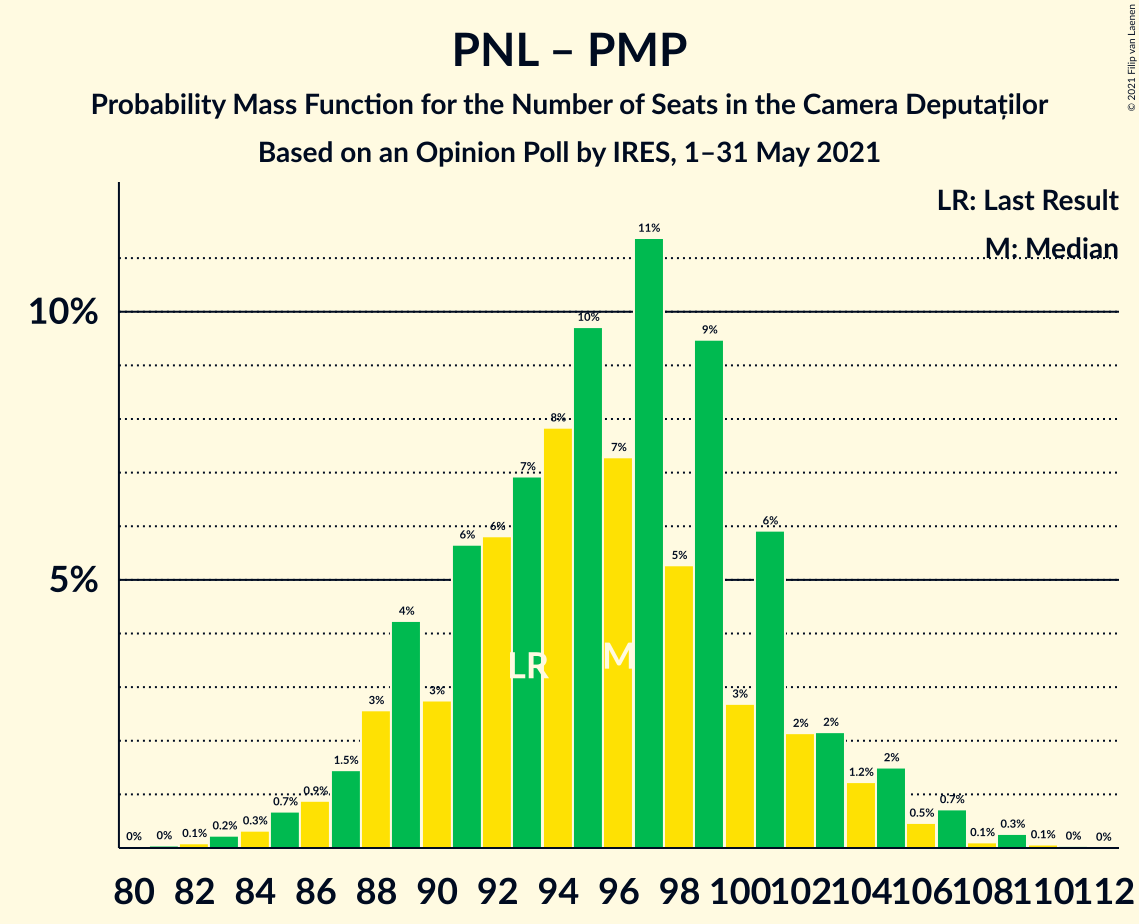 PNL – PMP
Probability Mass Function for the Number of Seats in the Camera Deputaților
Based on an Opinion Poll by IRES, 1–31 May 2021
© 2021 Filip van Laenen
LR: Last Result
M: Median
10%
5%
0% 0% 0.1% 0.2% 0.3% 0.7% 0.9% 1.5% 3% 4% 3% 6% 6% 7% 8% 10% 7% 11% 5% 9% 3% 6% 2% 2% 1.2% 2% 0.5% 0.7% 0.1% 0.3% 0.1% 0% 0%
LR M
80 82 84 86 88 90 92 94 96 98 100 102 104 106 108 110 112